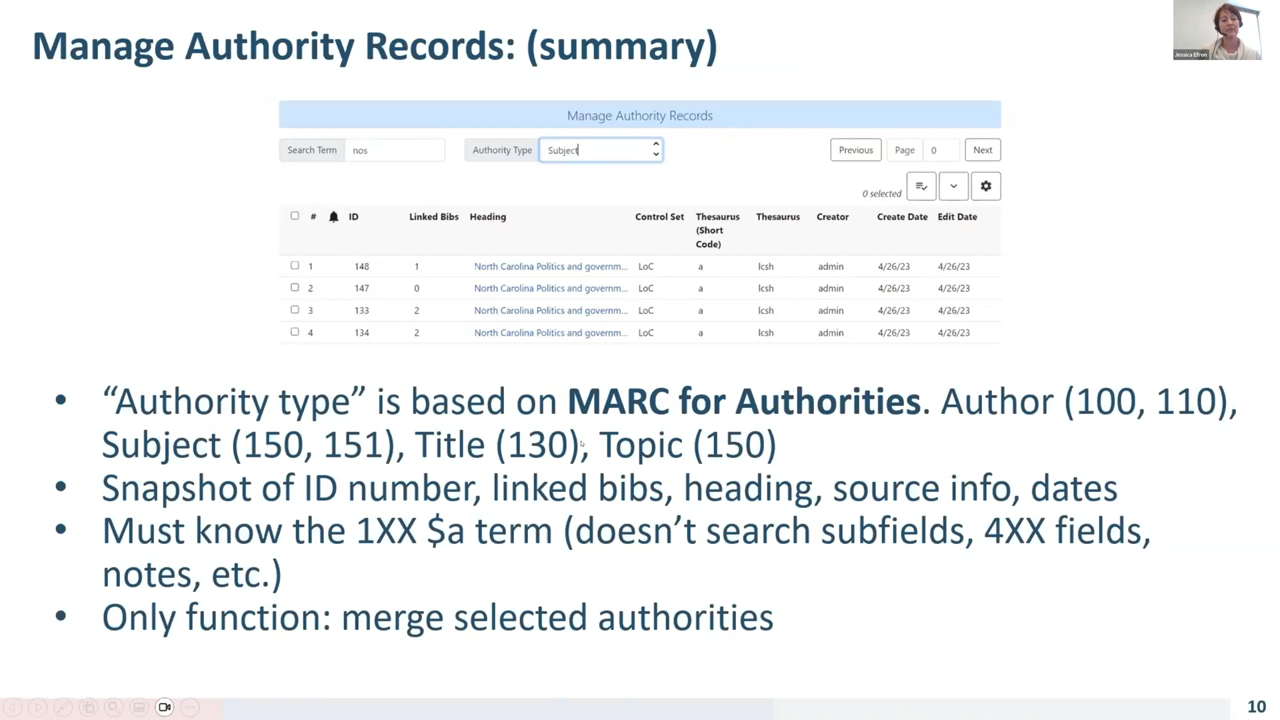 Manage Authority Records: (summary)
Jessica Efron
Manage Authority Records
Search Term nos Authority Type Subject Previous Page 0 Next
0 selected
# ID Linked Bibs Heading Control Set Thesaurus (Short Code) Thesaurus Creator Create Date Edit Date
1 148 1 North Carolina Politics and governm... LoC a lcsh admin 4/26/23 4/26/23
2 147 0 North Carolina Politics and governm... LoC a lcsh admin 4/26/23 4/26/23
3 133 2 North Carolina Politics and governm... LoC a lcsh admin 4/26/23 4/26/23
4 134 2 North Carolina Politics and governm... LoC a lcsh admin 4/26/23 4/26/23
• “Authority type” is based on MARC for Authorities. Author (100, 110),
Subject (150, 151), Title (130), Topic (150)
• Snapshot of ID number, linked bibs, heading, source info, dates
• Must know the 1XX $a term (doesn’t search subfields, 4XX fields,
notes, etc.)
• Only function: merge selected authorities
10